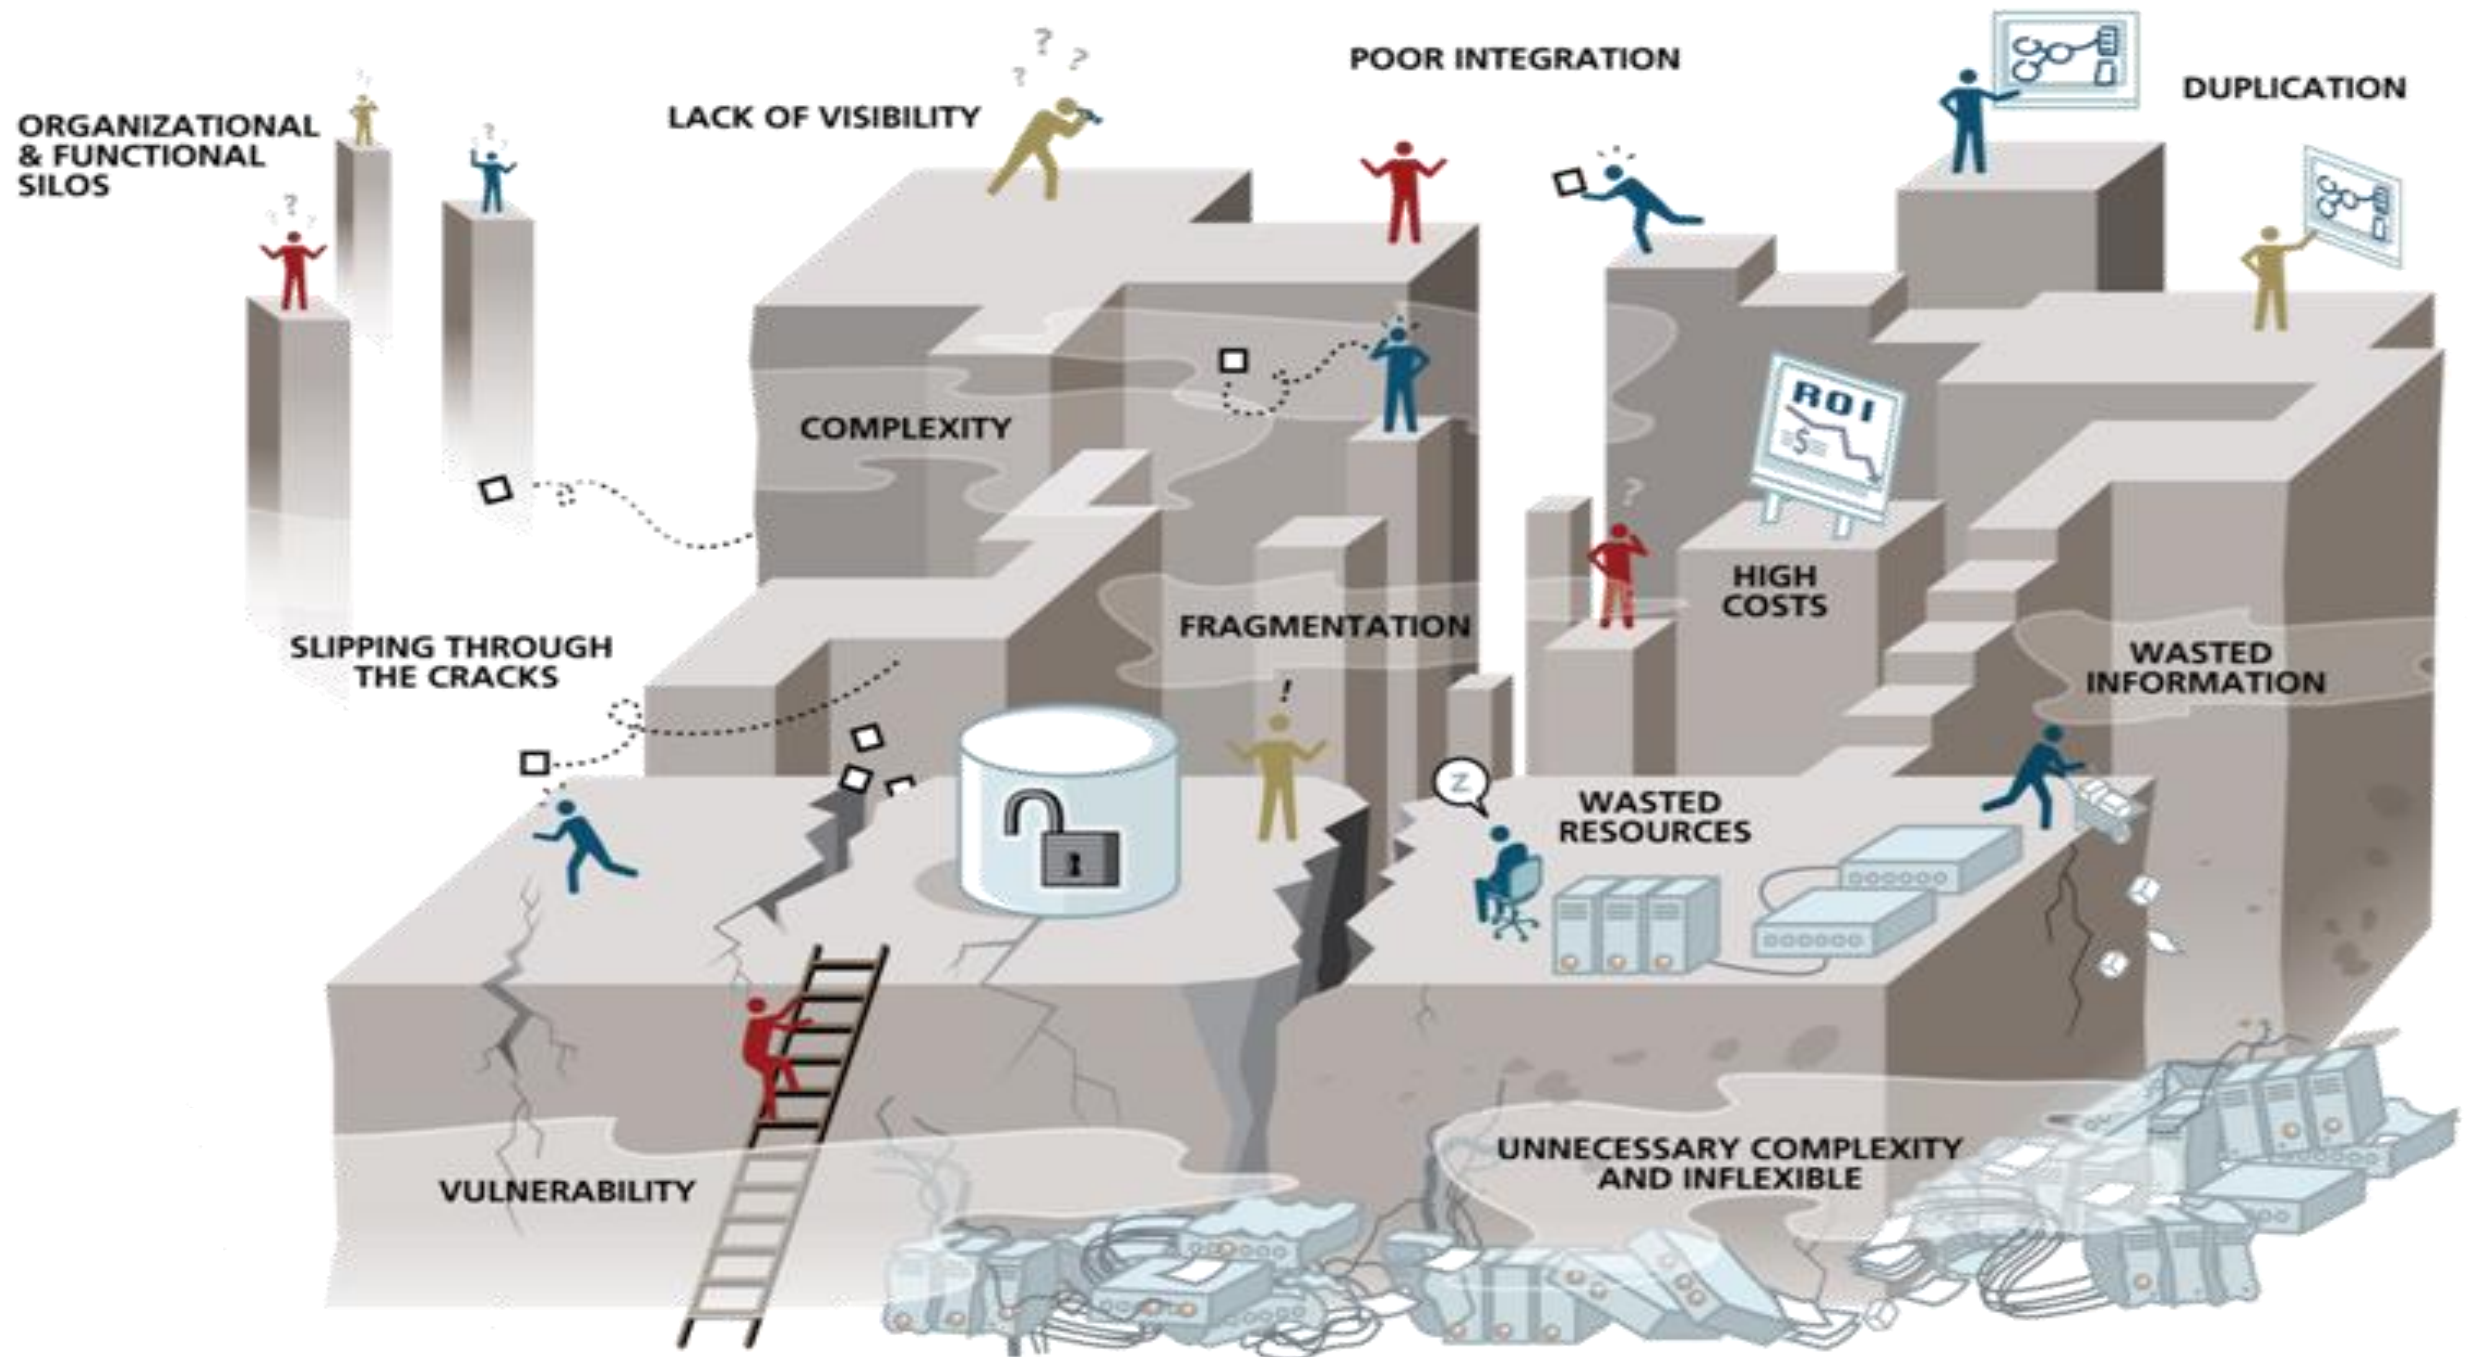 ORGANIZATIONAL
& FUNCTIONAL
SILOS
? ? ?
?
? ?
LACK OF VISIBILITY
? ? ?
POOR INTEGRATION
DUPLICATION
COMPLEXITY
ROI
$
?
HIGH
COSTS
FRAGMENTATION
!
SLIPPING THROUGH
THE CRACKS
WASTED
INFORMATION
Z
WASTED
RESOURCES
VULNERABILITY
UNNECESSARY COMPLEXITY
AND INFLEXIBLE